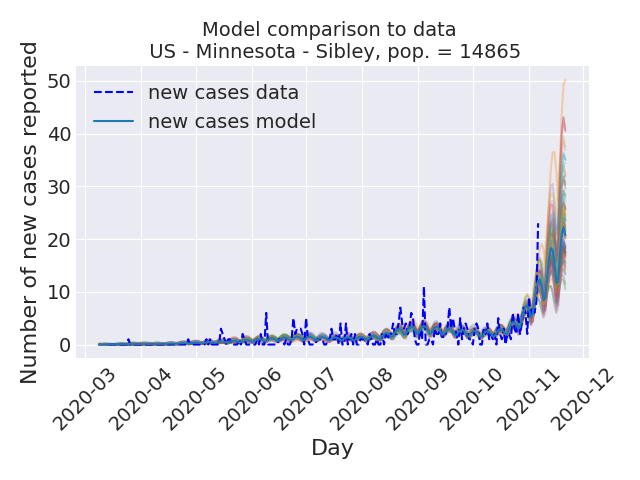 Model comparison to data
US - Minnesota - Sibley, pop. = 14865
Number of new cases reported
50
40
30
20
10
0
new cases data
new cases model
2020-03
2020-04
2020-05
2020-06
2020-07
2020-08
2020-09
2020-10
2020-11
2020-12
Day